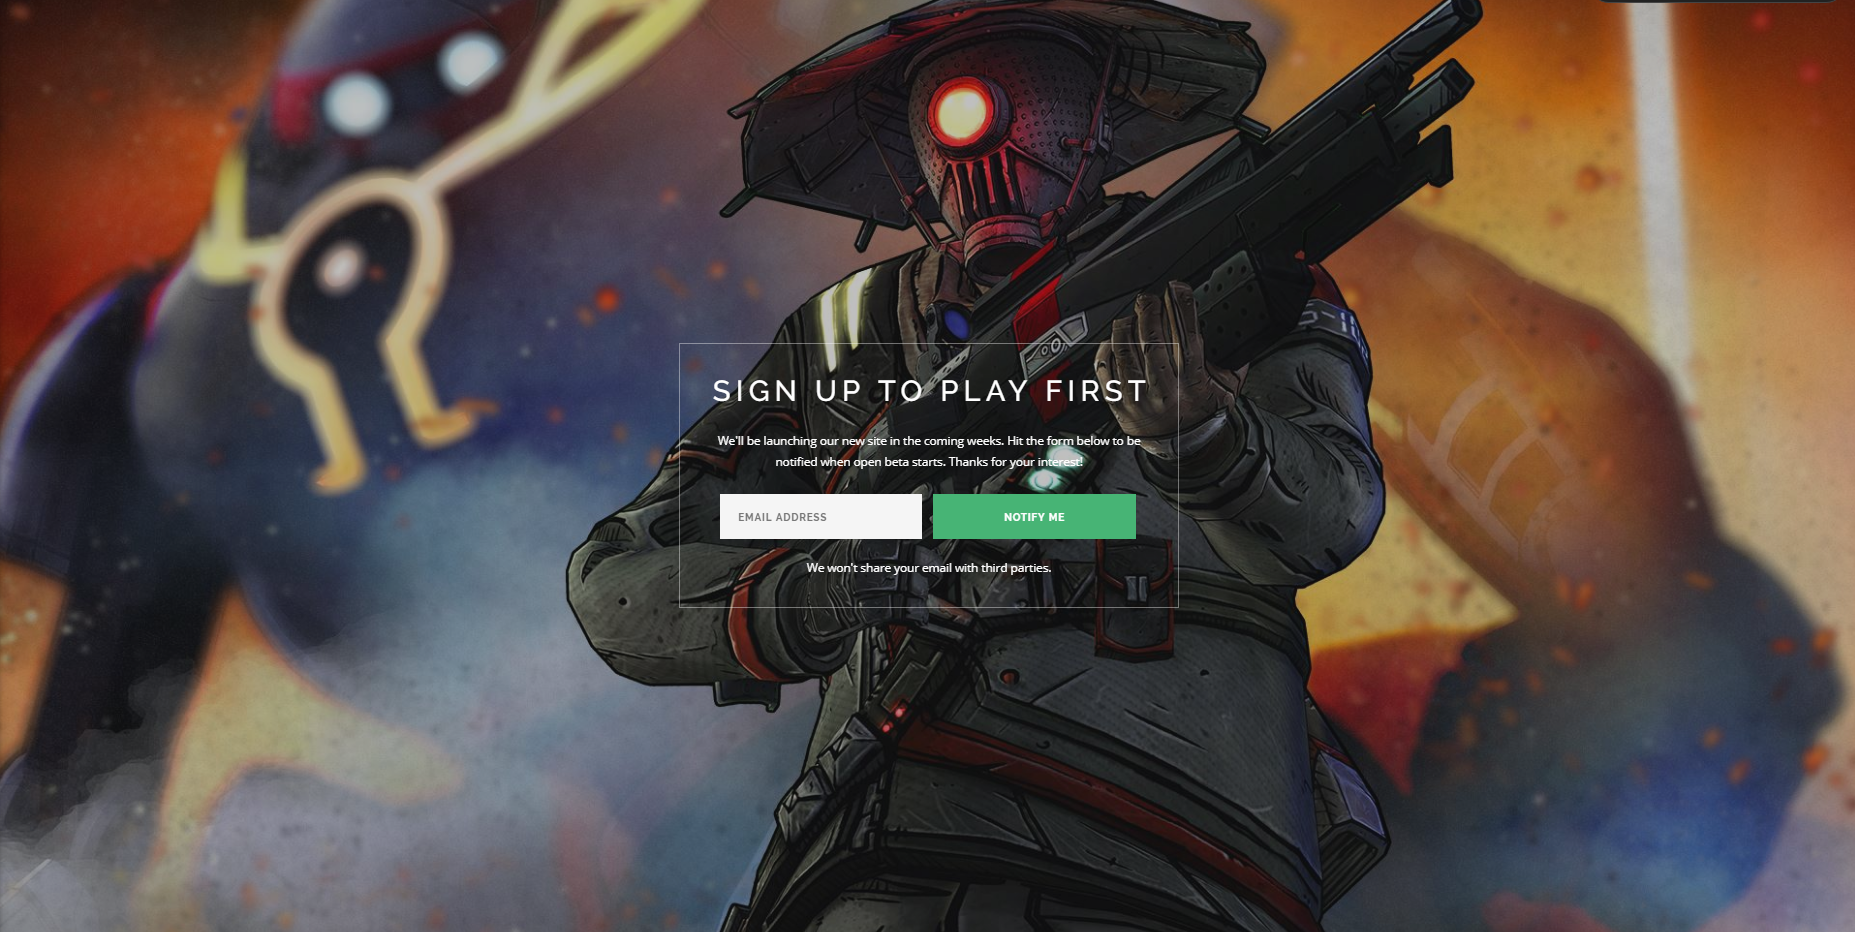 SIGN UP TO PLAY FIRST
We'll be launching our new site in the coming weeks. Hit the form below to be
notified when open beta starts. Thanks for your interest!
EMAIL ADDRESS
NOTIFY ME
We won't share your email with third parties.